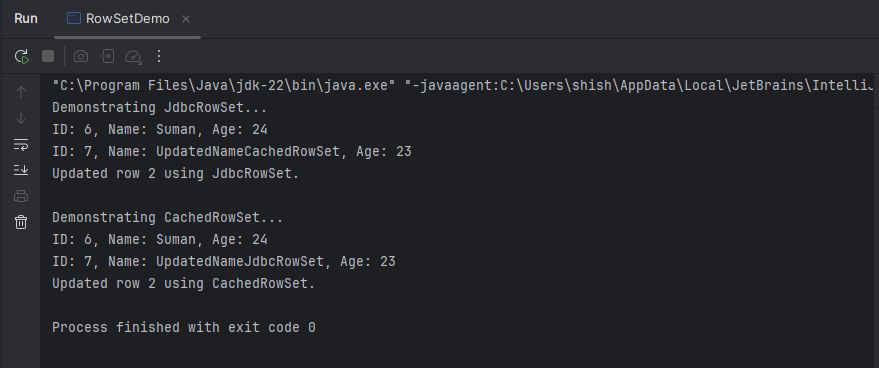 Run RowSetDemo
"C:\Program Files\Java\jdk-22\bin\java.exe" "-javaagent:C:\Users\shish\AppData\Local\JetBrains\IntelliJ
Demonstrating JdbcRowSet...
ID: 6, Name: Suman, Age: 24
ID: 7, Name: UpdatedNameCachedRowSet, Age: 23
Updated row 2 using JdbcRowSet.
Demonstrating CachedRowSet...
ID: 6, Name: Suman, Age: 24
ID: 7, Name: UpdatedNameJdbcRowSet, Age: 23
Updated row 2 using CachedRowSet.
Process finished with exit code 0